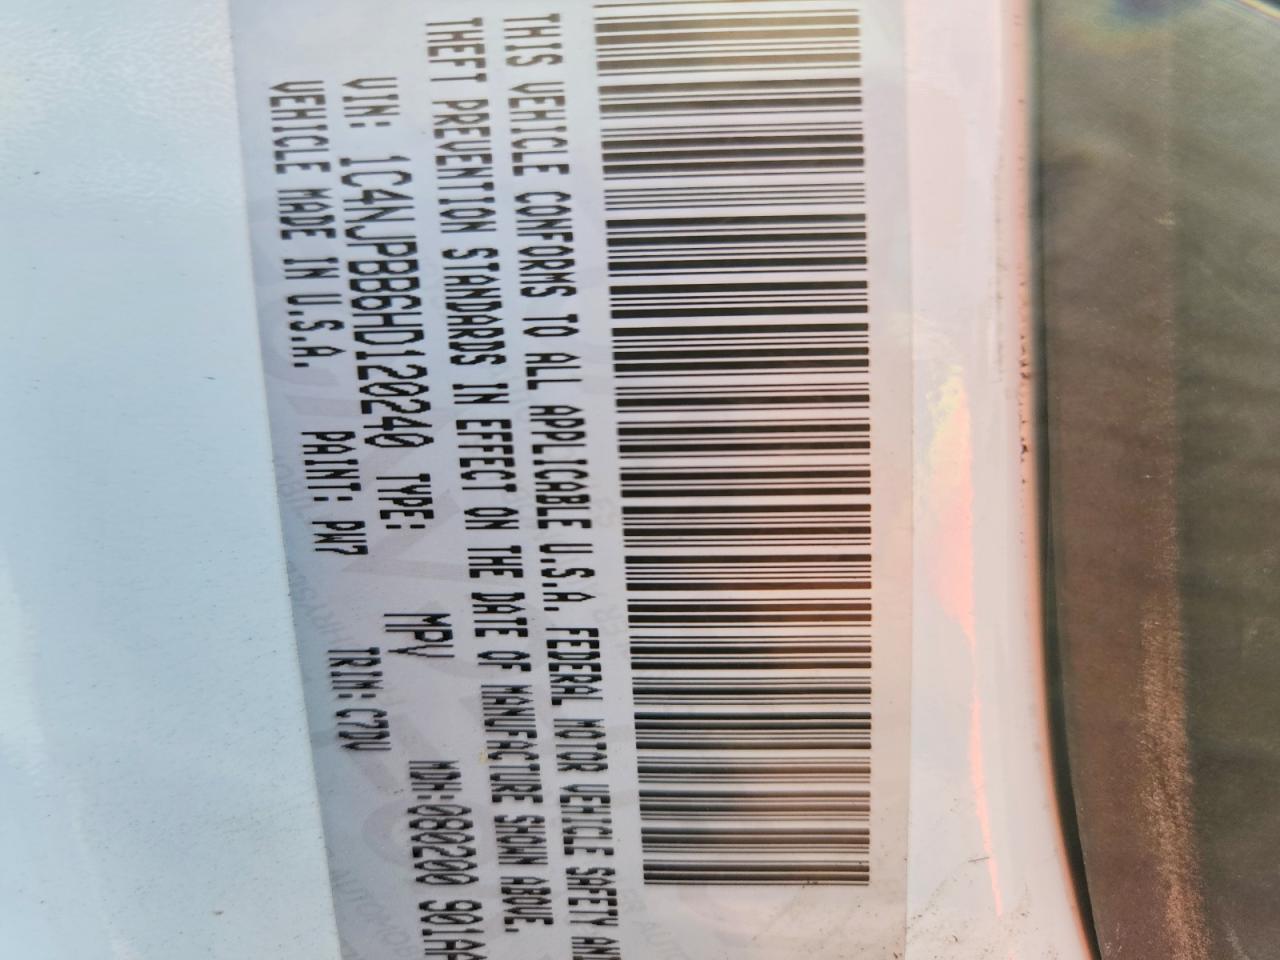 THIS VEHICLE CONFORMS TO ALL APPLICABLE U.S.A. FEDERAL MOTOR VEHICLE SAFETY AND
THEFT PREVENTION STANDARDS IN EFFECT ON THE DATE OF MANUFACTURE SHOWN ABOVE.
VIN: 1C4NJPBB6HD120240 TYPE: MPV MDH:080200 901AA
VEHICLE MADE IN U.S.A. PAINT: PW7 TRIM: C7DV